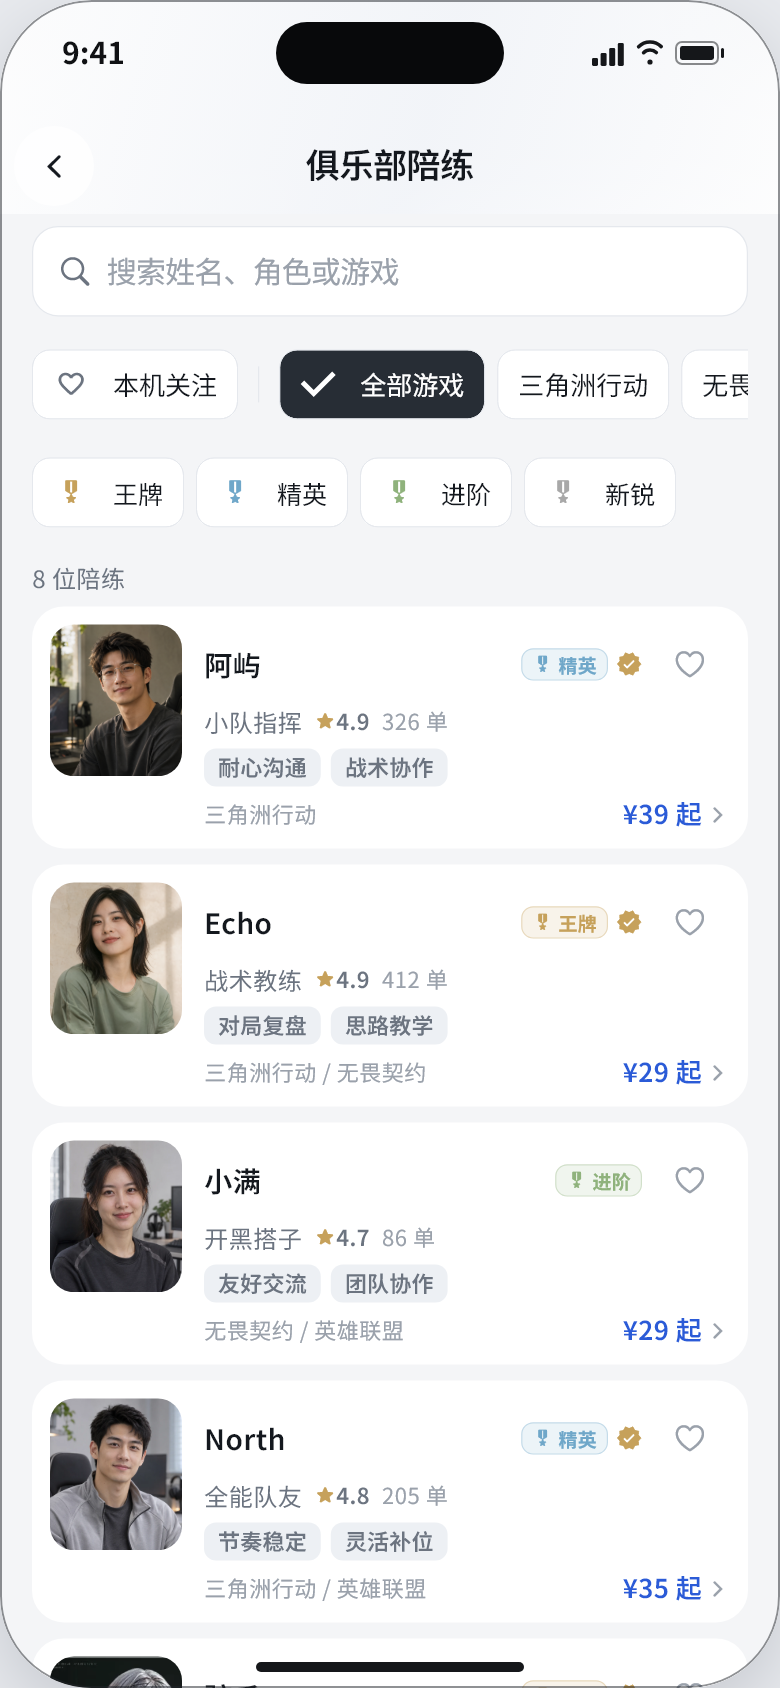 9:41
俱乐部陪练
搜索姓名、角色或游戏
本机关注 全部游戏 三角洲行动 无畏
王牌 精英 进阶 新锐
8 位陪练
阿屿 精英
小队指挥 4.9 326 单
耐心沟通 战术协作
三角洲行动 ¥39 起
Echo 王牌
战术教练 4.9 412 单
对局复盘 思路教学
三角洲行动 / 无畏契约 ¥29 起
小满 进阶
开黑搭子 4.7 86 单
友好交流 团队协作
无畏契约 / 英雄联盟 ¥29 起
North 精英
全能队友 4.8 205 单
节奏稳定 灵活补位
三角洲行动 / 英雄联盟 ¥35 起